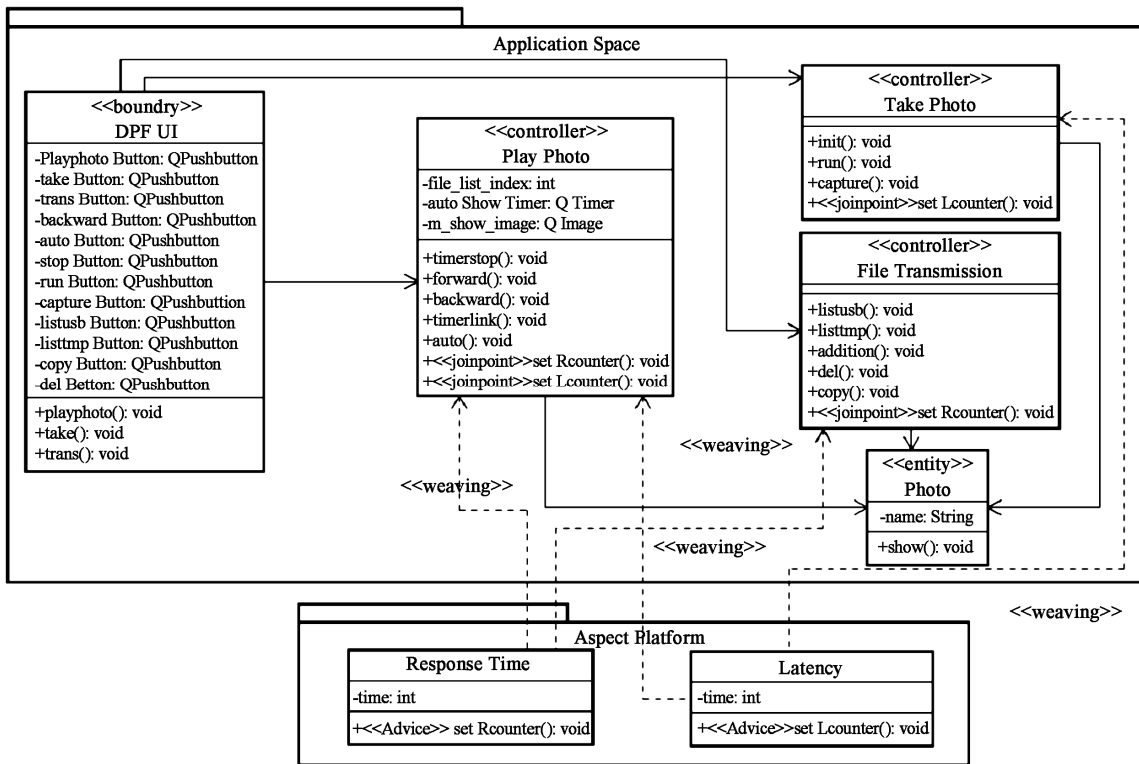 Application Space
<<boundry>>
DPF UI
-Playphoto Button: QPushbutton
-take Button: QPushbutton
-trans Button: QPushbutton
-backward Button: QPushbutton
-auto Button: QPushbutton
-stop Button: QPushbutton
-run Button: QPushbutton
-capture Button: QPushbuttion
-listusb Button: QPushbutton
-listtmp Button: QPushbutton
-copy Button: QPushbutton
-del Betton: QPushbutton
+playphoto(): void
+take(): void
+trans(): void
<<controller>>
Play Photo
-file_list_index: int
-auto Show Timer: Q Timer
-m_show_image: Q Image
+timerstop(): void
+forward(): void
+backward(): void
+timerlink(): void
+auto(): void
+<<joinpoint>>set Rcounter(): void
+<<joinpoint>>set Lcounter(): void
<<controller>>
Take Photo
+init(): void
+run(): void
+capture(): void
+<<joinpoint>>set Lcounter(): void
<<controller>>
File Transmission
+listusb(): void
+listtmp(): void
+addition(): void
+del(): void
+copy(): void
+<<joinpoint>>set Rcounter(): void
<<entity>>
Photo
-name: String
+show(): void
<<weaving>>
<<weaving>>
<<weaving>>
<<weaving>>
Aspect Platform
Response Time
-time: int
+<<Advice>> set Rcounter(): void
Latency
-time: int
+<<Advice>>set Lcounter(): void